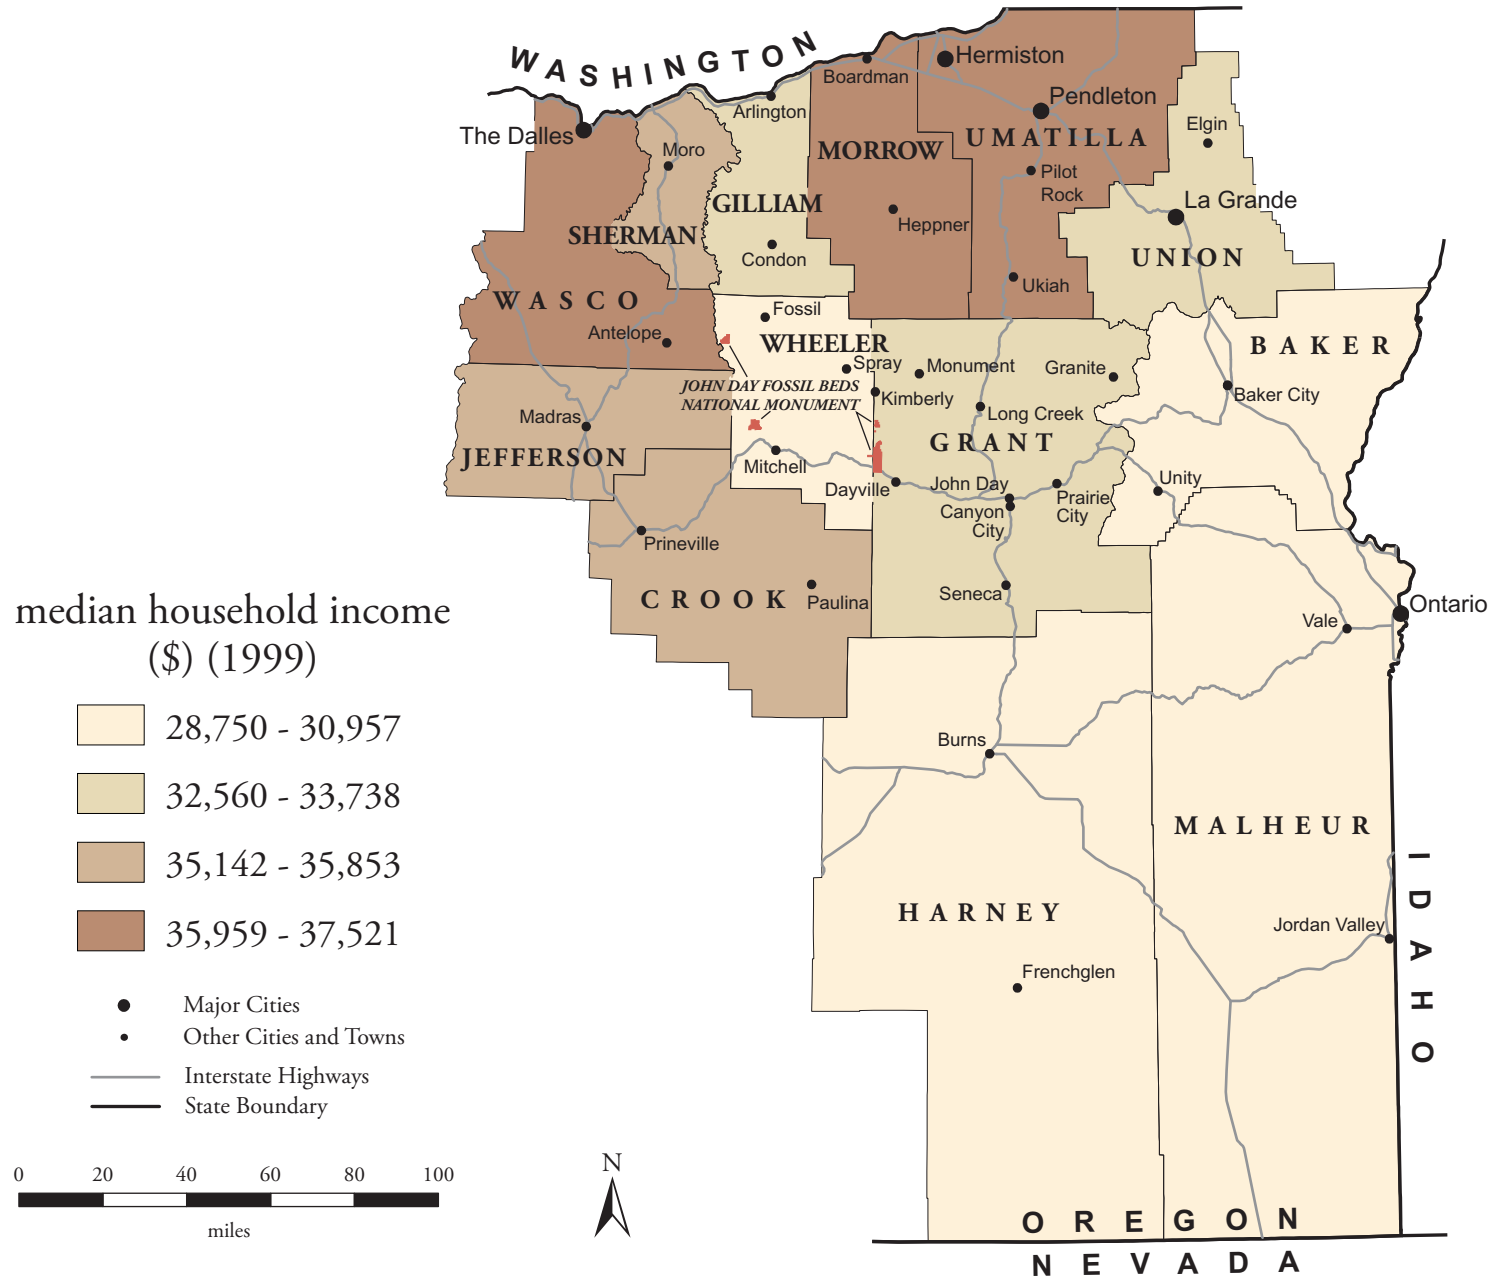 WASHINGTON
Hermiston
Boardman
Pendleton
Arlington
The Dalles
Elgin
UMATILLA
Moro
MORROW
Pilot
Rock
La Grande
GILLIAM
Heppner
SHERMAN
Condon
UNION
Ukiah
WASCO
Fossil
Antelope
WHEELER
BAKER
Spray
Monument
Granite
JOHN DAY FOSSIL BEDS
NATIONAL MONUMENT
Kimberly
Baker City
Long Creek
Madras
GRANT
JEFFERSON
Mitchell
Unity
Dayville
John Day
Prairie
City
Canyon
City
Prineville
Seneca
CROOK
Paulina
Ontario
Vale
median household income
($) (1999)
28,750 - 30,957
32,560 - 33,738
35,142 - 35,853
35,959 - 37,521
Burns
MALHEUR
IDAHO
HARNEY
Jordan Valley
Frenchglen
Major Cities
Other Cities and Towns
Interstate Highways
State Boundary
0 20 40 60 80 100
miles
N
OREGON
NEVADA